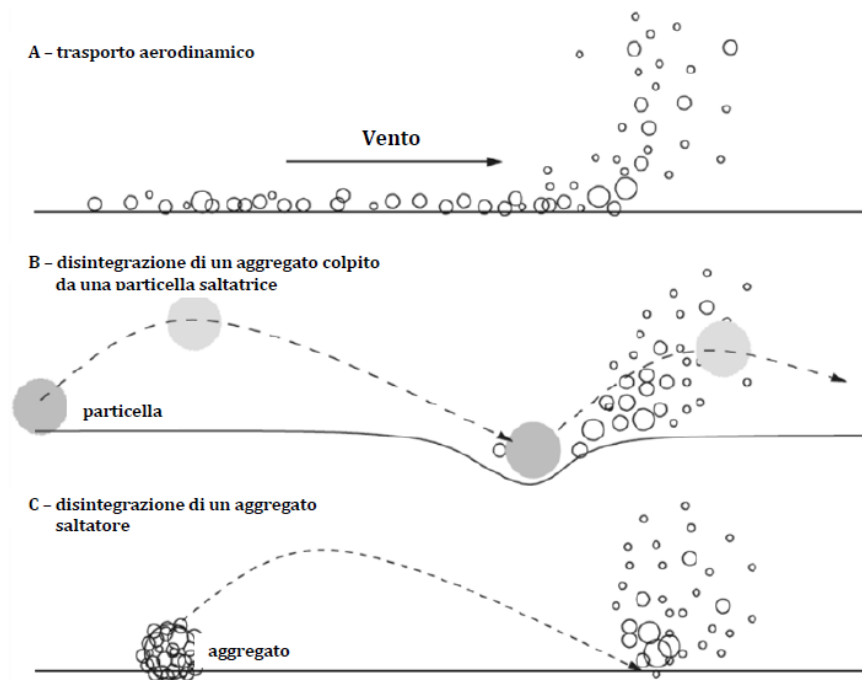 A – trasporto aerodinamico
Vento
B – disintegrazione di un aggregato colpito
da una particella saltatrice
particella
C – disintegrazione di un aggregato
saltatore
aggregato